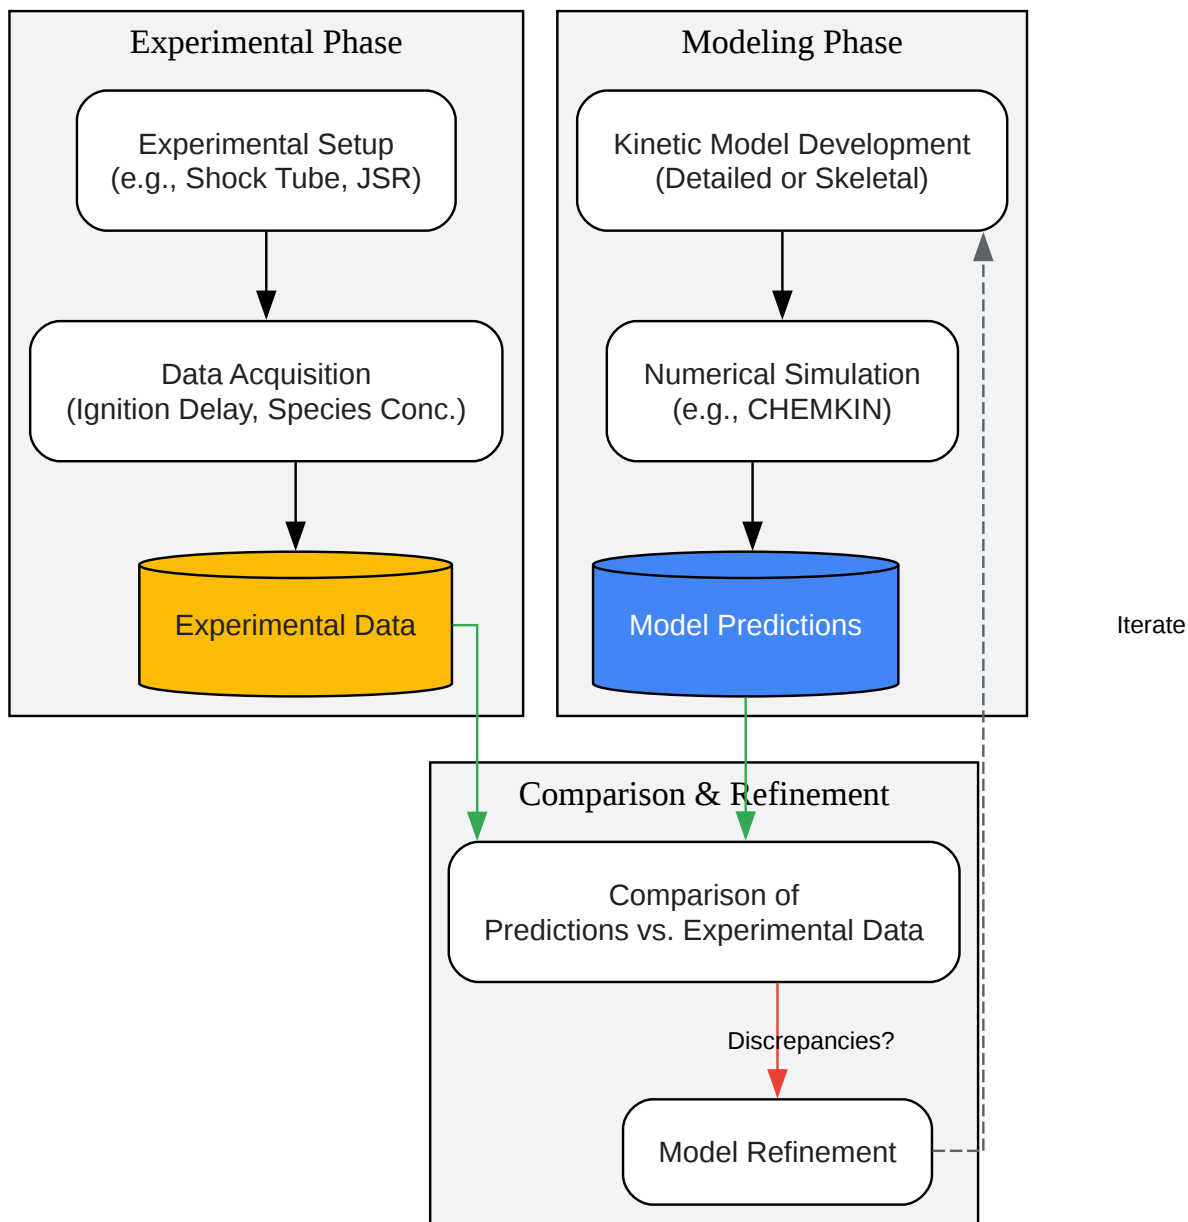 Experimental Phase
Experimental Setup
(e.g., Shock Tube, JSR)
Data Acquisition
(Ignition Delay, Species Conc.)
Experimental Data
Modeling Phase
Kinetic Model Development
(Detailed or Skeletal)
Numerical Simulation
(e.g., CHEMKIN)
Model Predictions
Iterate
Comparison & Refinement
Comparison of
Predictions vs. Experimental Data
Discrepancies?
Model Refinement